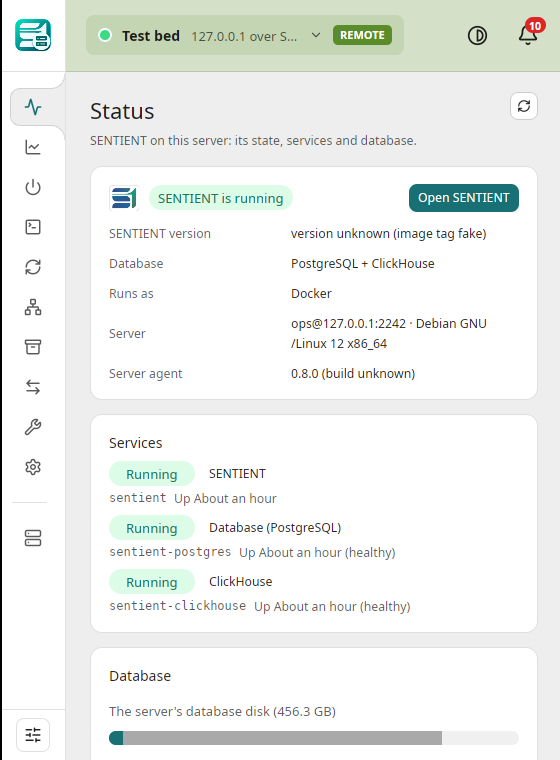 Test bed 127.0.0.1 over S... REMOTE 10
Status
SENTIENT on this server: its state, services and database.
SENTIENT is running Open SENTIENT
SENTIENT version version unknown (image tag fake)
Database PostgreSQL + ClickHouse
Runs as Docker
Server ops@127.0.0.1:2242 · Debian GNU
/Linux 12 x86_64
Server agent 0.8.0 (build unknown)
Services
Running SENTIENT
sentient Up About an hour
Running Database (PostgreSQL)
sentient-postgres Up About an hour (healthy)
Running ClickHouse
sentient-clickhouse Up About an hour (healthy)
Database
The server's database disk (456.3 GB)